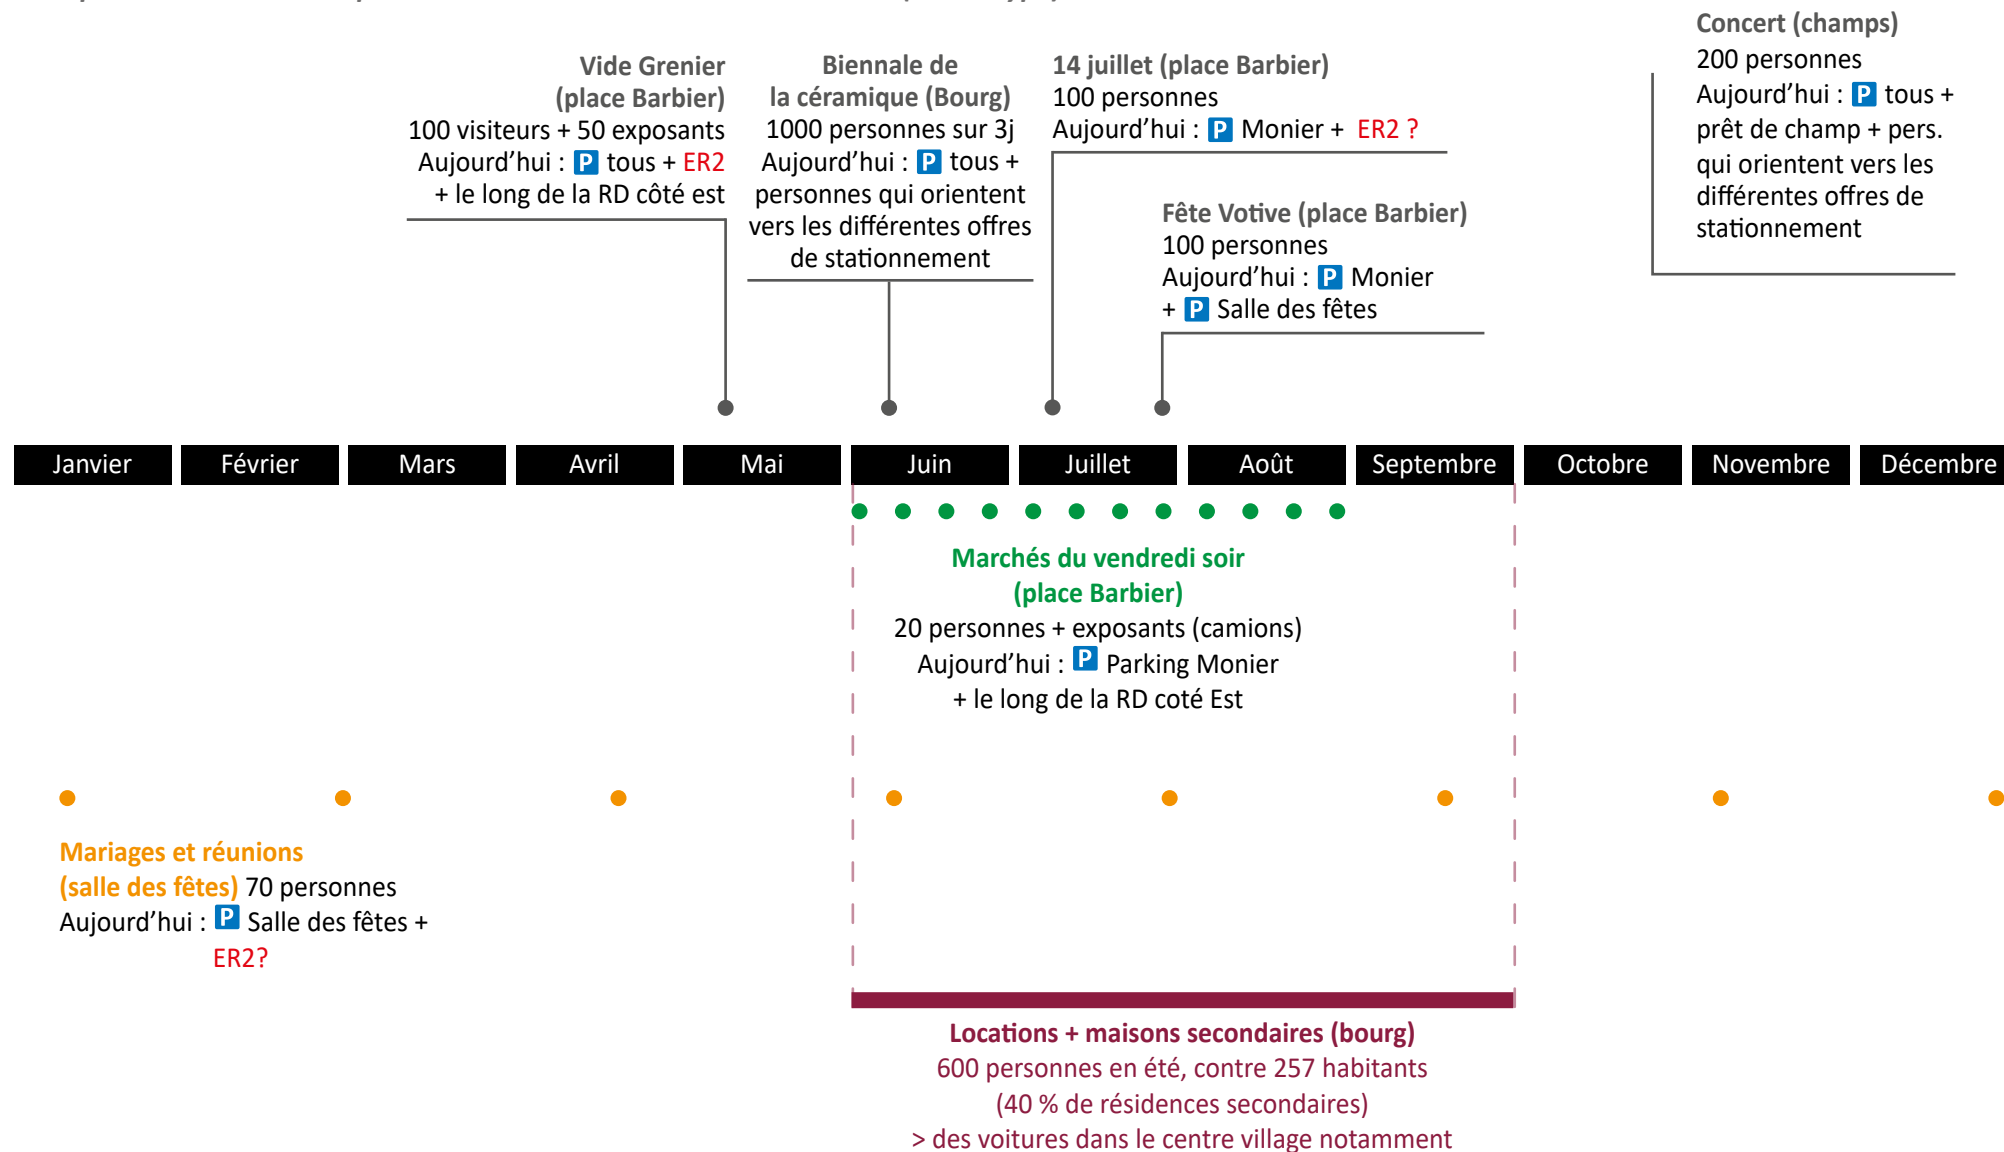 Concert (champs)
200 personnes
Aujourd’hui : P tous +
prêt de champ + pers.
qui orientent vers les
différentes offres de
stationnement
Vide Grenier
(place Barbier)
100 visiteurs + 50 exposants
Aujourd’hui : P tous + ER2
+ le long de la RD côté est
Biennale de
la céramique (Bourg)
1000 personnes sur 3j
Aujourd’hui : P tous +
personnes qui orientent
vers les différentes offres
de stationnement
14 juillet (place Barbier)
100 personnes
Aujourd’hui : P Monier + ER2 ?
Fête Votive (place Barbier)
100 personnes
Aujourd’hui : P Monier
+ P Salle des fêtes
Janvier Février Mars Avril Mai Juin Juillet Août Septembre Octobre Novembre Décembre
Marchés du vendredi soir
(place Barbier)
20 personnes + exposants (camions)
Aujourd’hui : P Parking Monier
+ le long de la RD coté Est
Mariages et réunions
(salle des fêtes) 70 personnes
Aujourd’hui : P Salle des fêtes +
ER2?
Locations + maisons secondaires (bourg)
600 personnes en été, contre 257 habitants
(40 % de résidences secondaires)
> des voitures dans le centre village notamment